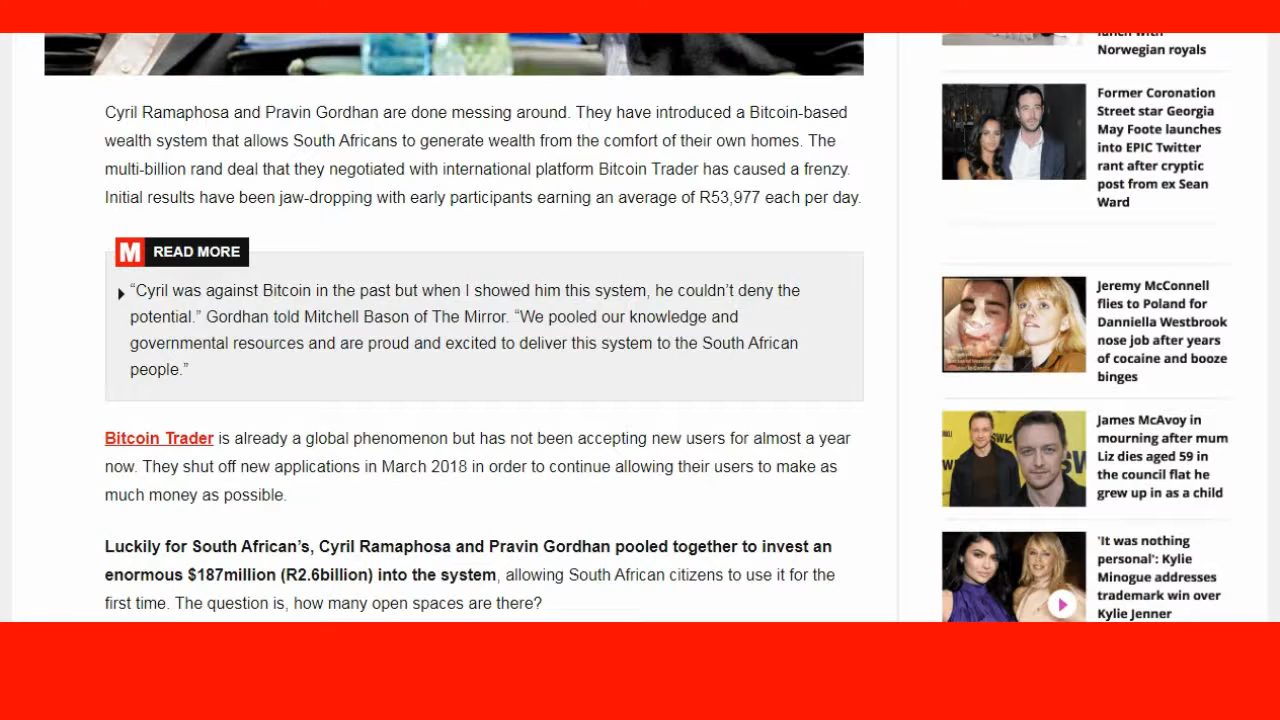 Cyril Ramaphosa and Pravin Gordhan are done messing around. They have introduced a Bitcoin-based
wealth system that allows South Africans to generate wealth from the comfort of their own homes. The
multi-billion rand deal that they negotiated with international platform Bitcoin Trader has caused a frenzy.
Initial results have been jaw-dropping with early participants earning an average of R53,977 each per day.
M READ MORE
“Cyril was against Bitcoin in the past but when I showed him this system, he couldn’t deny the
potential.” Gordhan told Mitchell Bason of The Mirror. “We pooled our knowledge and
governmental resources and are proud and excited to deliver this system to the South African
people.”
Bitcoin Trader is already a global phenomenon but has not been accepting new users for almost a year
now. They shut off new applications in March 2018 in order to continue allowing their users to make as
much money as possible.
Luckily for South African’s, Cyril Ramaphosa and Pravin Gordhan pooled together to invest an
enormous $187million (R2.6billion) into the system, allowing South African citizens to use it for the
first time. The question is, how many open spaces are there?
lunch with
Norwegian royals
Former Coronation
Street star Georgia
May Foote launches
into EPIC Twitter
rant after cryptic
post from ex Sean
Ward
Jeremy McConnell
flies to Poland for
Danniella Westbrook
nose job after years
of cocaine and booze
binges
James McAvoy in
mourning after mum
Liz dies aged 59 in
the council flat he
grew up in as a child
'It was nothing
personal': Kylie
Minogue addresses
trademark win over
Kylie Jenner